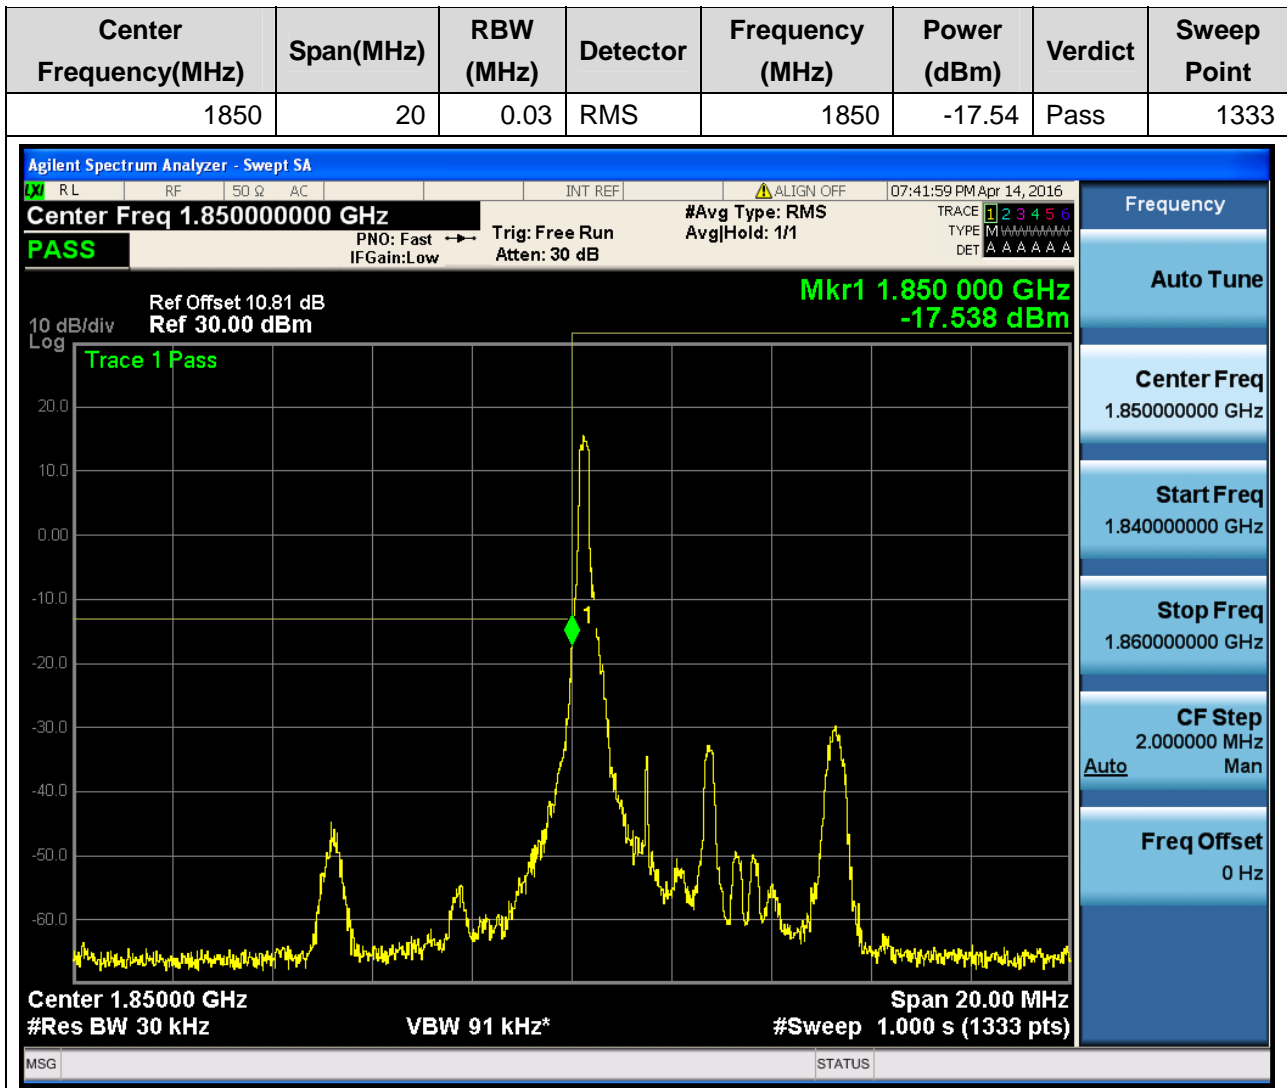 Center Frequency(MHz) Span(MHz) RBW (MHz) Detector Frequency (MHz) Power (dBm) Verdict Sweep Point
1850 20 0.03 RMS 1850 -17.54 Pass 1333
Agilent Spectrum Analyzer - Swept SA
LXI RL RF 50 Ω AC INT REF ALIGN OFF 07:41:59 PM Apr 14, 2016
Center Freq 1.850000000 GHz
PASS
PNO: Fast
IFGain:Low
Trig: Free Run
Atten: 30 dB
#Avg Type: RMS
Avg|Hold: 1/1
TRACE 1 2 3 4 5 6
TYPE M
DET A A A A A A
Mkr1 1.850 000 GHz
-17.538 dBm
Ref Offset 10.81 dB
10 dB/div Ref 30.00 dBm
Log
Trace 1 Pass
20.0
10.0
0.00
-10.0
1
-20.0
-30.0
-40.0
-50.0
-60.0
Center 1.85000 GHz Span 20.00 MHz
#Res BW 30 kHz VBW 91 kHz* #Sweep 1.000 s (1333 pts)
MSG STATUS
Frequency
Auto Tune
Center Freq
1.850000000 GHz
Start Freq
1.840000000 GHz
Stop Freq
1.860000000 GHz
CF Step
2.000000 MHz
Auto Man
Freq Offset
0 Hz